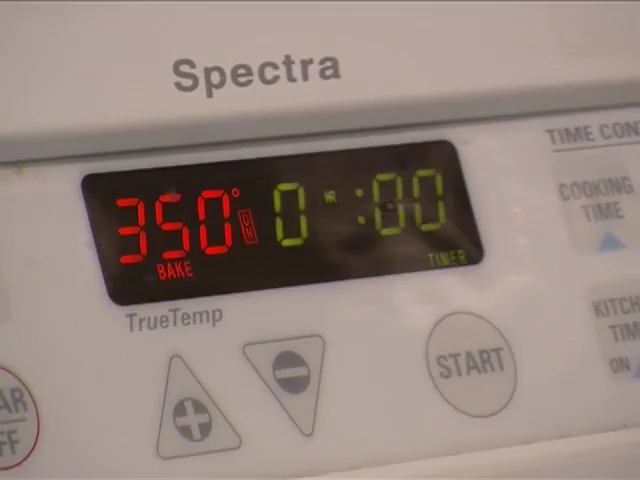 Spectra
TIME CON
350° ON 0 HR :00
BAKE
TIMER
COOKING
TIME
TrueTemp
KITCH
TIM
ON
START
AR
FF